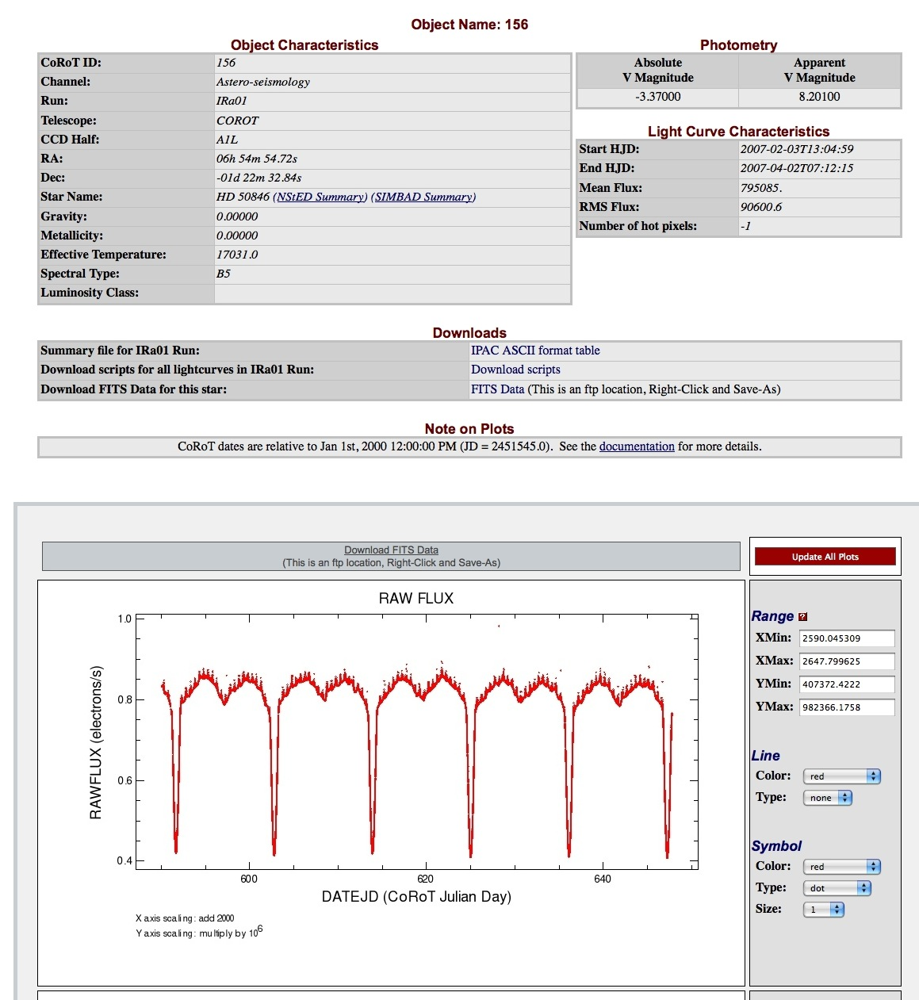 Object Name: 156
Object Characteristics
CoRoT ID: 156
Channel: Astero-seismology
Run: IRa01
Telescope: COROT
CCD Half: A1L
RA: 06h 54m 54.72s
Dec: -01d 22m 32.84s
Star Name: HD 50846 (NStED Summary) (SIMBAD Summary)
Gravity: 0.00000
Metallicity: 0.00000
Effective Temperature: 17031.0
Spectral Type: B5
Luminosity Class:
Photometry
Absolute V Magnitude
Apparent V Magnitude
-3.37000 8.20100
Light Curve Characteristics
Start HJD: 2007-02-03T13:04:59
End HJD: 2007-04-02T07:12:15
Mean Flux: 795085.
RMS Flux: 90600.6
Number of hot pixels: -1
Downloads
Summary file for IRa01 Run: IPAC ASCII format table
Download scripts for all lightcurves in IRa01 Run: Download scripts
Download FITS Data for this star: FITS Data (This is an ftp location, Right-Click and Save-As)
Note on Plots
CoRoT dates are relative to Jan 1st, 2000 12:00:00 PM (JD = 2451545.0). See the documentation for more details.
Download FITS Data
(This is an ftp location, Right-Click and Save-As)
RAW FLUX
RAWFLUX (electrons/s)
1.0
0.8
0.6
0.4
600 620 640
DATEJD (CoRoT Julian Day)
X axis scaling: add 2000
Y axis scaling: multiply by 10^6
Update All Plots
Range ?
XMin: 2590.045309
XMax: 2647.799625
YMin: 407372.4222
YMax: 982366.1758
Line
Color: red
Type: none
Symbol
Color: red
Type: dot
Size: 1